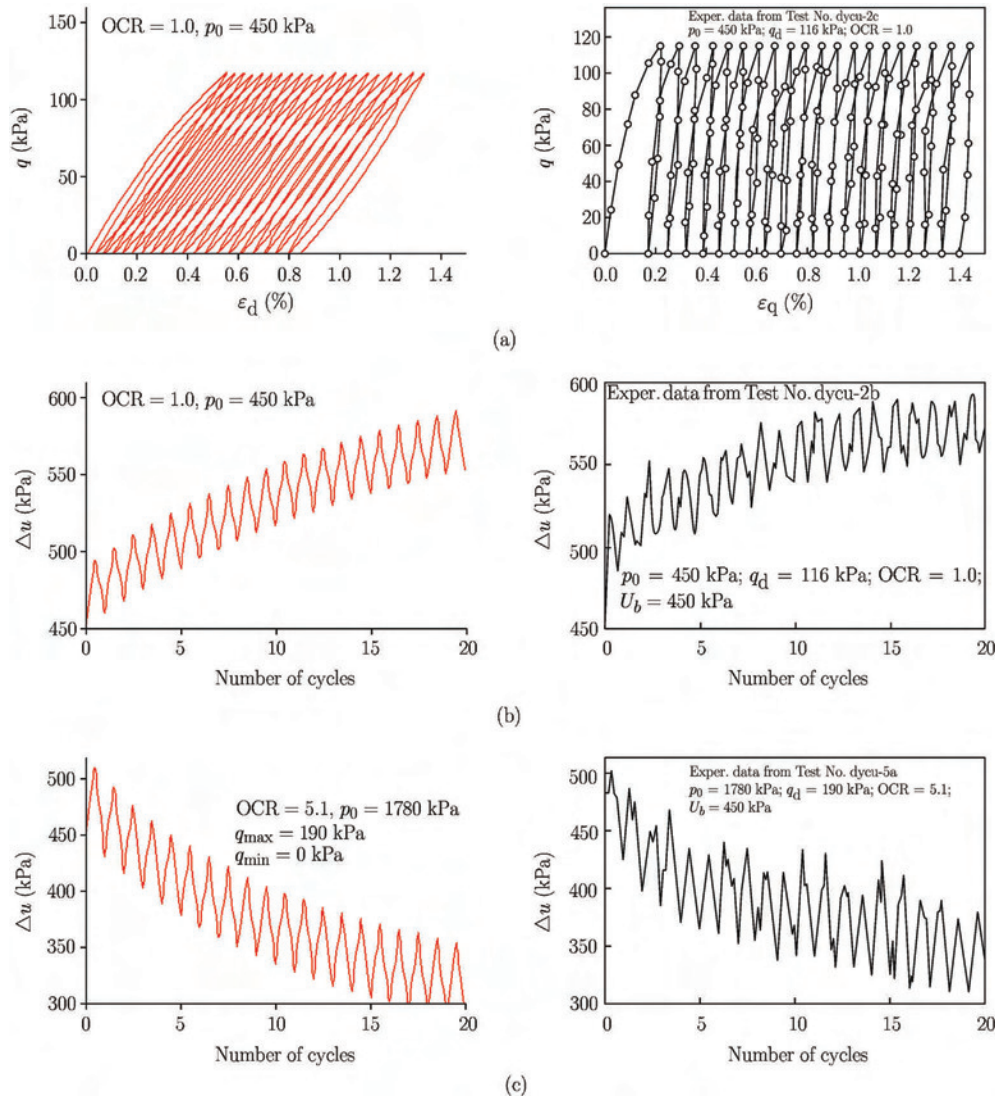 OCR = 1.0, p₀ = 450 kPa
150
100
50
0
q (kPa)
0.0 0.2 0.4 0.6 0.8 1.0 1.2 1.4
εd (%)
Exper. data from Test No. dycu-2c
p₀ = 450 kPa; qd = 116 kPa; OCR = 1.0
120
100
80
60
40
20
0
q (kPa)
0.0 0.2 0.4 0.6 0.8 1.0 1.2 1.4
εq (%)
(a)
OCR = 1.0, p₀ = 450 kPa
600
550
500
450
△u (kPa)
0 5 10 15 20
Number of cycles
Exper. data from Test No. dycu-2b
600
550
500
450
△u (kPa)
p₀ = 450 kPa; qd = 116 kPa; OCR = 1.0;
Ub = 450 kPa
0 5 10 15 20
Number of cycles
(b)
500
450
400
350
300
△u (kPa)
OCR = 5.1, p₀ = 1780 kPa
qmax = 190 kPa
qmin = 0 kPa
0 5 10 15 20
Number of cycles
Exper. data from Test No. dycu-5a
p₀ = 1780 kPa; qd = 190 kPa; OCR = 5.1;
Ub = 450 kPa
500
450
400
350
300
△u (kPa)
0 5 10 15 20
Number of cycles
(c)